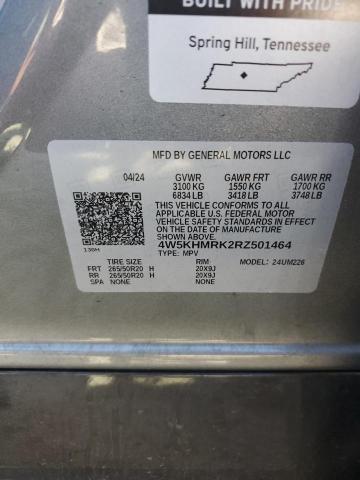 BUILT WITH PRIDE
Spring Hill, Tennessee
MFD BY GENERAL MOTORS LLC
04/24 GVWR GAWR FRT GAWR RR
3100 KG 1550 KG 1700 KG
6834 LB 3418 LB 3748 LB
THIS VEHICLE CONFORMS TO ALL
APPLICABLE U.S. FEDERAL MOTOR
VEHICLE SAFETY STANDARDS IN EFFECT
ON THE DATE OF MANUFACTURE
SHOWN ABOVE.
4W5KHMRK2RZ501464
TYPE: MPV MODEL: 24UM226
136H
TIRE SIZE RIM
FRT 265/50R20 H 20X9J
RR 265/50R20 H 20X9J
SPA NONE NONE